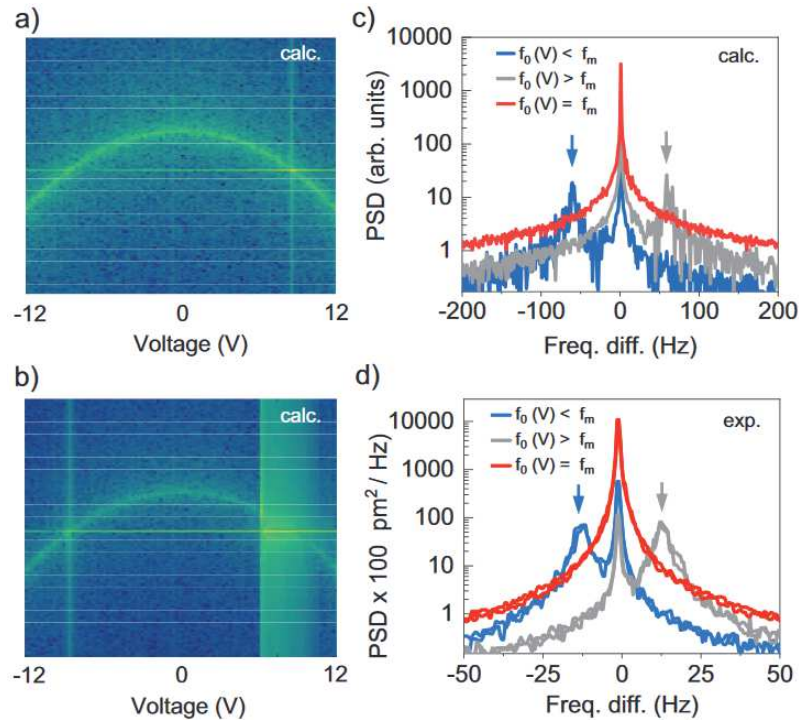 a)
calc.
-12 0 12
Voltage (V)
b)
calc.
-12 0 12
Voltage (V)
c)
PSD (arb. units)
10000
1000
100
10
1
f₀ (V) < fₘ
f₀ (V) > fₘ
f₀ (V) = fₘ
calc.
-200 -100 0 100 200
Freq. diff. (Hz)
d)
PSD x 100 pm² / Hz)
10000
1000
100
10
1
f₀ (V) < fₘ
f₀ (V) > fₘ
f₀ (V) = fₘ
exp.
-50 -25 0 25 50
Freq. diff. (Hz)